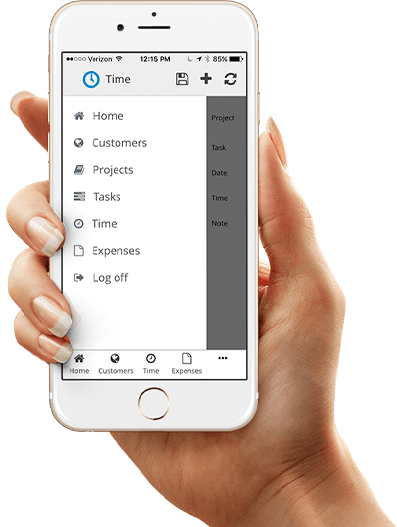 Verizon 12:15 PM 85%
Time
Home
Customers
Projects
Tasks
Time
Expenses
Log off
Project
Task
Date
Time
Note
Home Customers Time Expenses